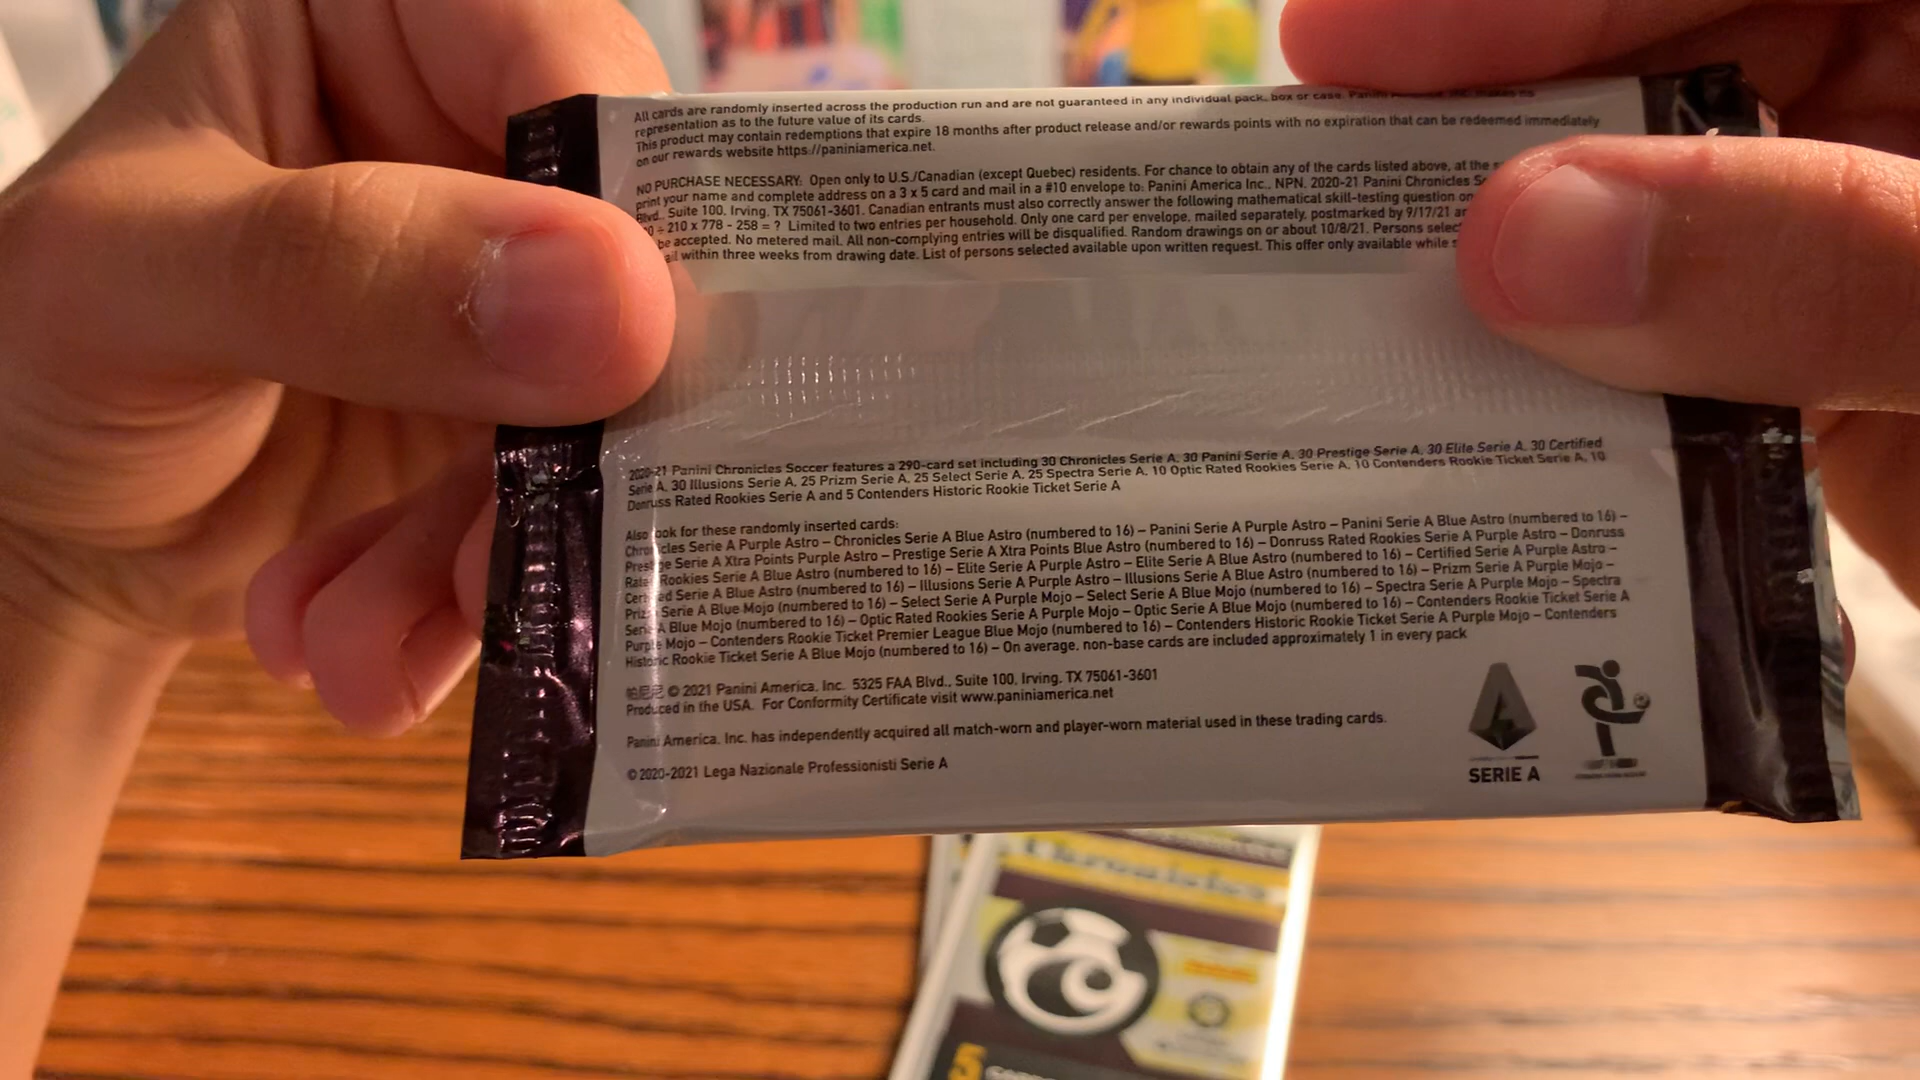 All cards are randomly inserted across the production run and are not guaranteed in any individual pack, box or case.
representation as to the future value of its cards.
This product may contain redemptions that expire 18 months after product release and/or rewards points with no expiration that can be redeemed immediately
on our rewards website https://paniniamerica.net.
NO PURCHASE NECESSARY: Open only to U.S./Canadian (except Quebec) residents. For chance to obtain any of the cards listed above, at the
print your name and complete address on a 3 x 5 card and mail in a #10 envelope to: Panini America Inc., NPN, 2020-21 Panini Chronicles
Blvd., Suite 100, Irving, TX 75061-3601. Canadian entrants must also correctly answer the following mathematical skill-testing question on
÷ 210 x 778 - 258 = ? Limited to two entries per household. Only one card per envelope, mailed separately, postmarked by 9/17/21
be accepted. No metered mail. All non-complying entries will be disqualified. Random drawings on or about 10/8/21. Persons
within three weeks from drawing date. List of persons selected available upon written request. This offer only available while
2020-21 Panini Chronicles Soccer features a 290-card set including 30 Chronicles Serie A, 30 Panini Serie A, 30 Prestige Serie A, 30 Elite Serie A, 30 Certified
Serie A, 30 Illusions Serie A, 25 Prizm Serie A, 25 Select Serie A, 25 Spectra Serie A, 10 Optic Rated Rookies Serie A, 10 Contenders Rookie Ticket Serie A, 10
Donruss Rated Rookies Serie A and 5 Contenders Historic Rookie Ticket Serie A
Also look for these randomly inserted cards:
Chronicles Serie A Purple Astro – Chronicles Serie A Blue Astro (numbered to 16) – Panini Serie A Purple Astro – Panini Serie A Blue Astro (numbered to 16) –
Prestige Serie A Xtra Points Purple Astro – Prestige Serie A Xtra Points Blue Astro (numbered to 16) – Donruss Rated Rookies Serie A Purple Astro – Donruss
Rated Rookies Serie A Blue Astro (numbered to 16) – Elite Serie A Purple Astro – Elite Serie A Blue Astro (numbered to 16) – Certified Serie A Purple Astro –
Certified Serie A Blue Astro (numbered to 16) – Illusions Serie A Purple Astro – Illusions Serie A Blue Astro (numbered to 16) – Prizm Serie A Purple Mojo –
Prizm Serie A Blue Mojo (numbered to 16) – Select Serie A Purple Mojo – Select Serie A Blue Mojo (numbered to 16) – Spectra Serie A Purple Mojo – Spectra
Serie A Blue Mojo (numbered to 16) – Optic Rated Rookies Serie A Purple Mojo – Optic Serie A Blue Mojo (numbered to 16) – Contenders Rookie Ticket Serie A
Purple Mojo – Contenders Rookie Ticket Premier League Blue Mojo (numbered to 16) – Contenders Historic Rookie Ticket Serie A Purple Mojo – Contenders
Historic Rookie Ticket Serie A Blue Mojo (numbered to 16) – On average, non-base cards are included approximately 1 in every pack
帕尼尼 © 2021 Panini America, Inc. 5325 FAA Blvd., Suite 100, Irving, TX 75061-3601
Produced in the USA. For Conformity Certificate visit www.paniniamerica.net
Panini America, Inc. has independently acquired all match-worn and player-worn material used in these trading cards.
© 2020-2021 Lega Nazionale Professionisti Serie A
SERIE A
Chronicles
5